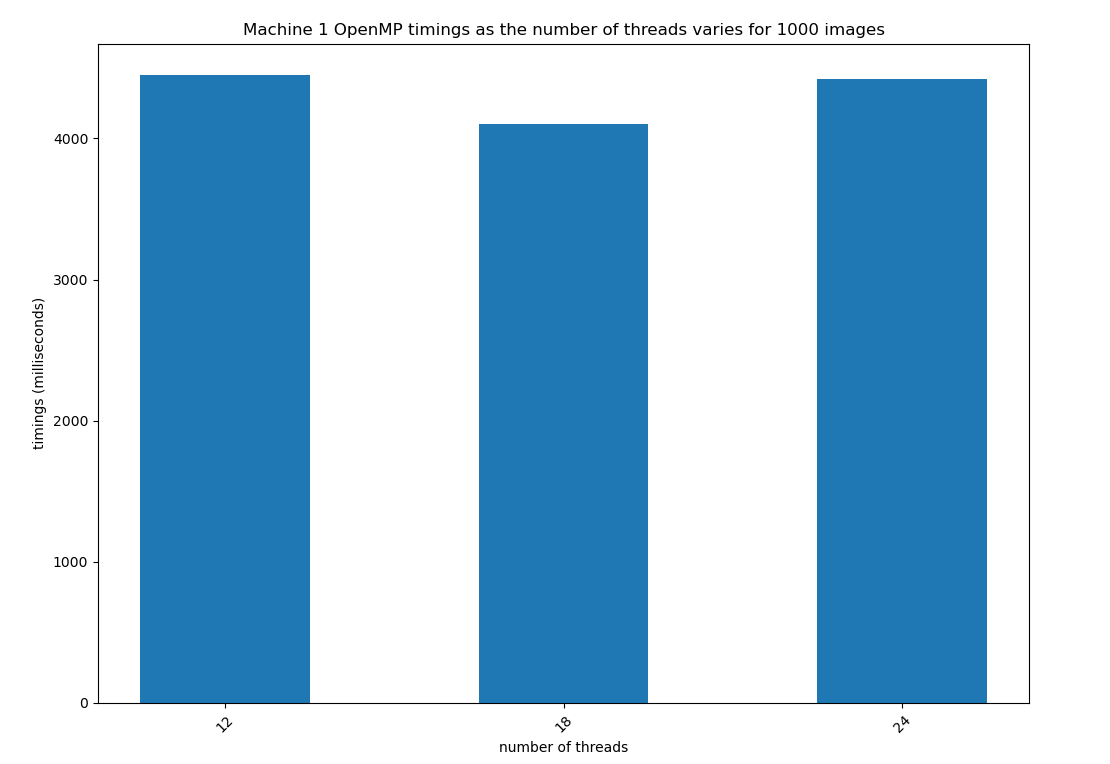 Machine 1 OpenMP timings as the number of threads varies for 1000 images
4000
3000
2000
1000
0
timings (milliseconds)
12
18
24
number of threads